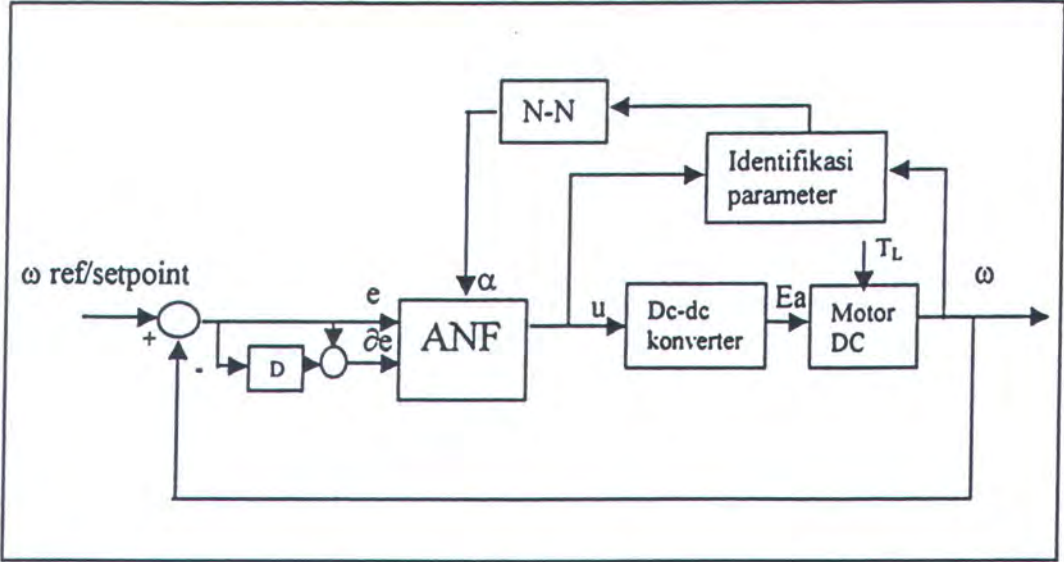 N-N
Identifikasi
parameter
ω ref/setpoint
e
α
T_L
ω
+
-
D
∂e
ANF
u
Dc-dc
konverter
Ea
Motor
DC